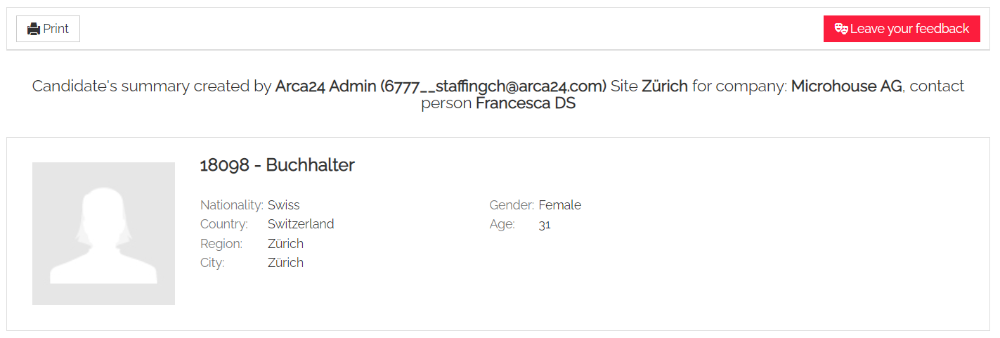 Print
Leave your feedback
Candidate's summary created by Arca24 Admin (6777__staffingch@arca24.com) Site Zürich for company: Microhouse AG, contact
person Francesca DS
18098 - Buchhalter
Nationality: Swiss
Gender: Female
Country: Switzerland
Age: 31
Region: Zürich
City: Zürich